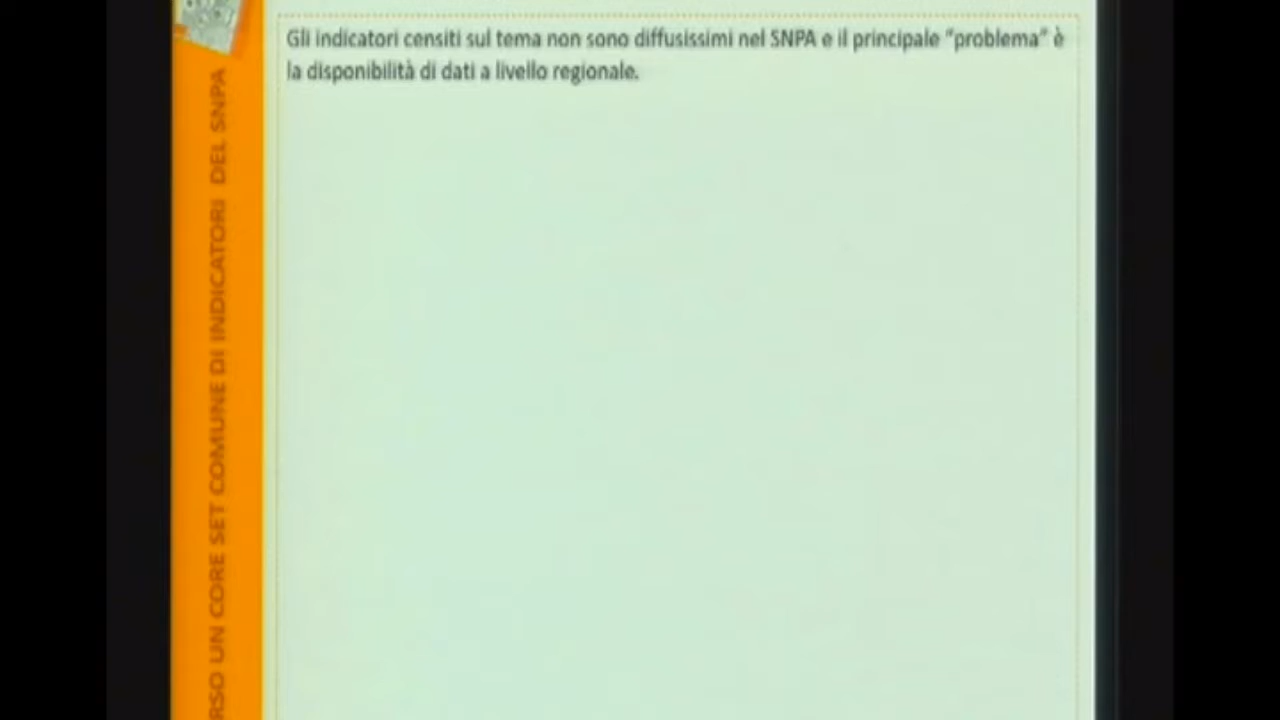 Gli indicatori censiti sul tema non sono diffusissimi nel SNPA e il principale "problema" è
la disponibilità di dati a livello regionale.
UN CORE SET COMUNE DI INDICATORI DEL SNPA